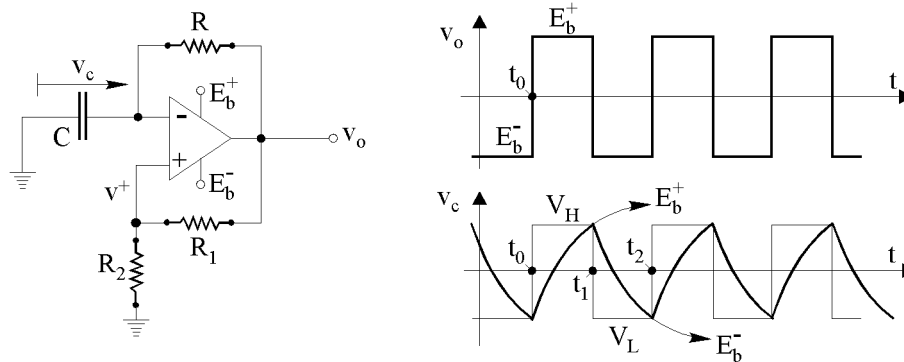 R
v_c
E_b^+
C
-
+
v_o
E_b^-
v^+
R_1
R_2
v_o
E_b^+
t_0
t
E_b^-
v_c
V_H
E_b^+
t_0
t_1
t_2
t
V_L
E_b^-